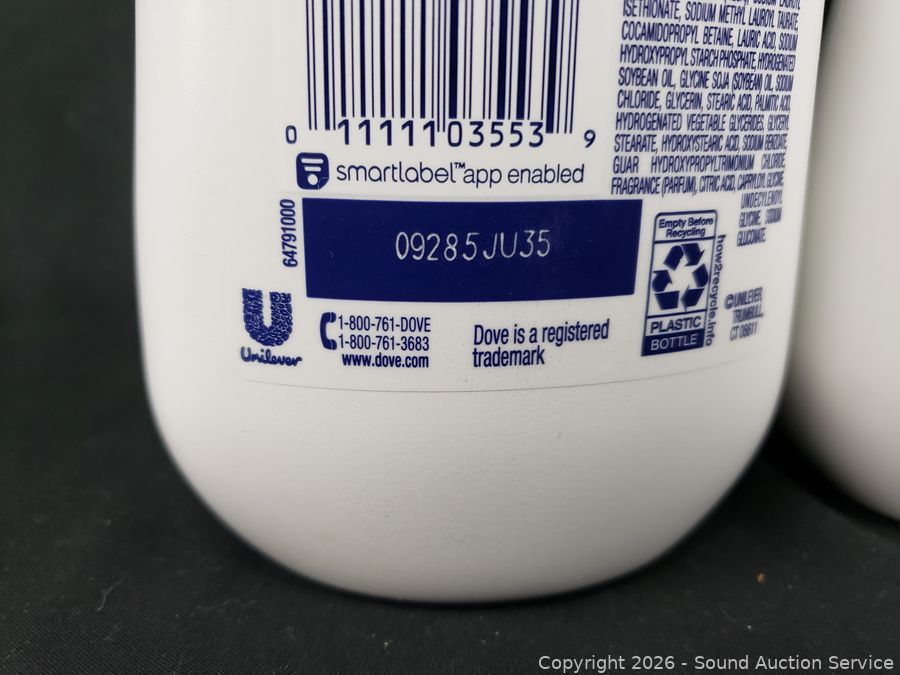 ISETHIONATE, SODIUM METHYL LAUROYL TAURATE,
COCAMIDOPROPYL BETAINE, LAURIC ACID, SODIUM
HYDROXYPROPYL STARCH PHOSPHATE, HYDROGENATED
SOYBEAN OIL, GLYCINE SOJA (SOYBEAN) OIL, SODIUM
CHLORIDE, GLYCERIN, STEARIC ACID, PALMITIC ACID,
HYDROGENATED VEGETABLE GLYCERIDES, GLYCERYL
STEARATE, HYDROXYSTEARIC ACID, SODIUM BENZOATE,
GUAR HYDROXYPROPYLTRIMONIUM CHLORIDE,
FRAGRANCE (PARFUM), CITRIC ACID, CAPRYLOYL GLYCINE,
UNDECYLENOYL
GLYCINE, SODIUM
GLUCONATE.
0 11111 03553 9
smartlabel™ app enabled
64791000
09285JU35
Empty Before
Recycling
how2recycle.info
PLASTIC
BOTTLE
©UNILEVER,
TRUMBULL,
CT 06611
Unilever
1-800-761-DOVE
1-800-761-3683
www.dove.com
Dove is a registered
trademark
Copyright 2026 - Sound Auction Service